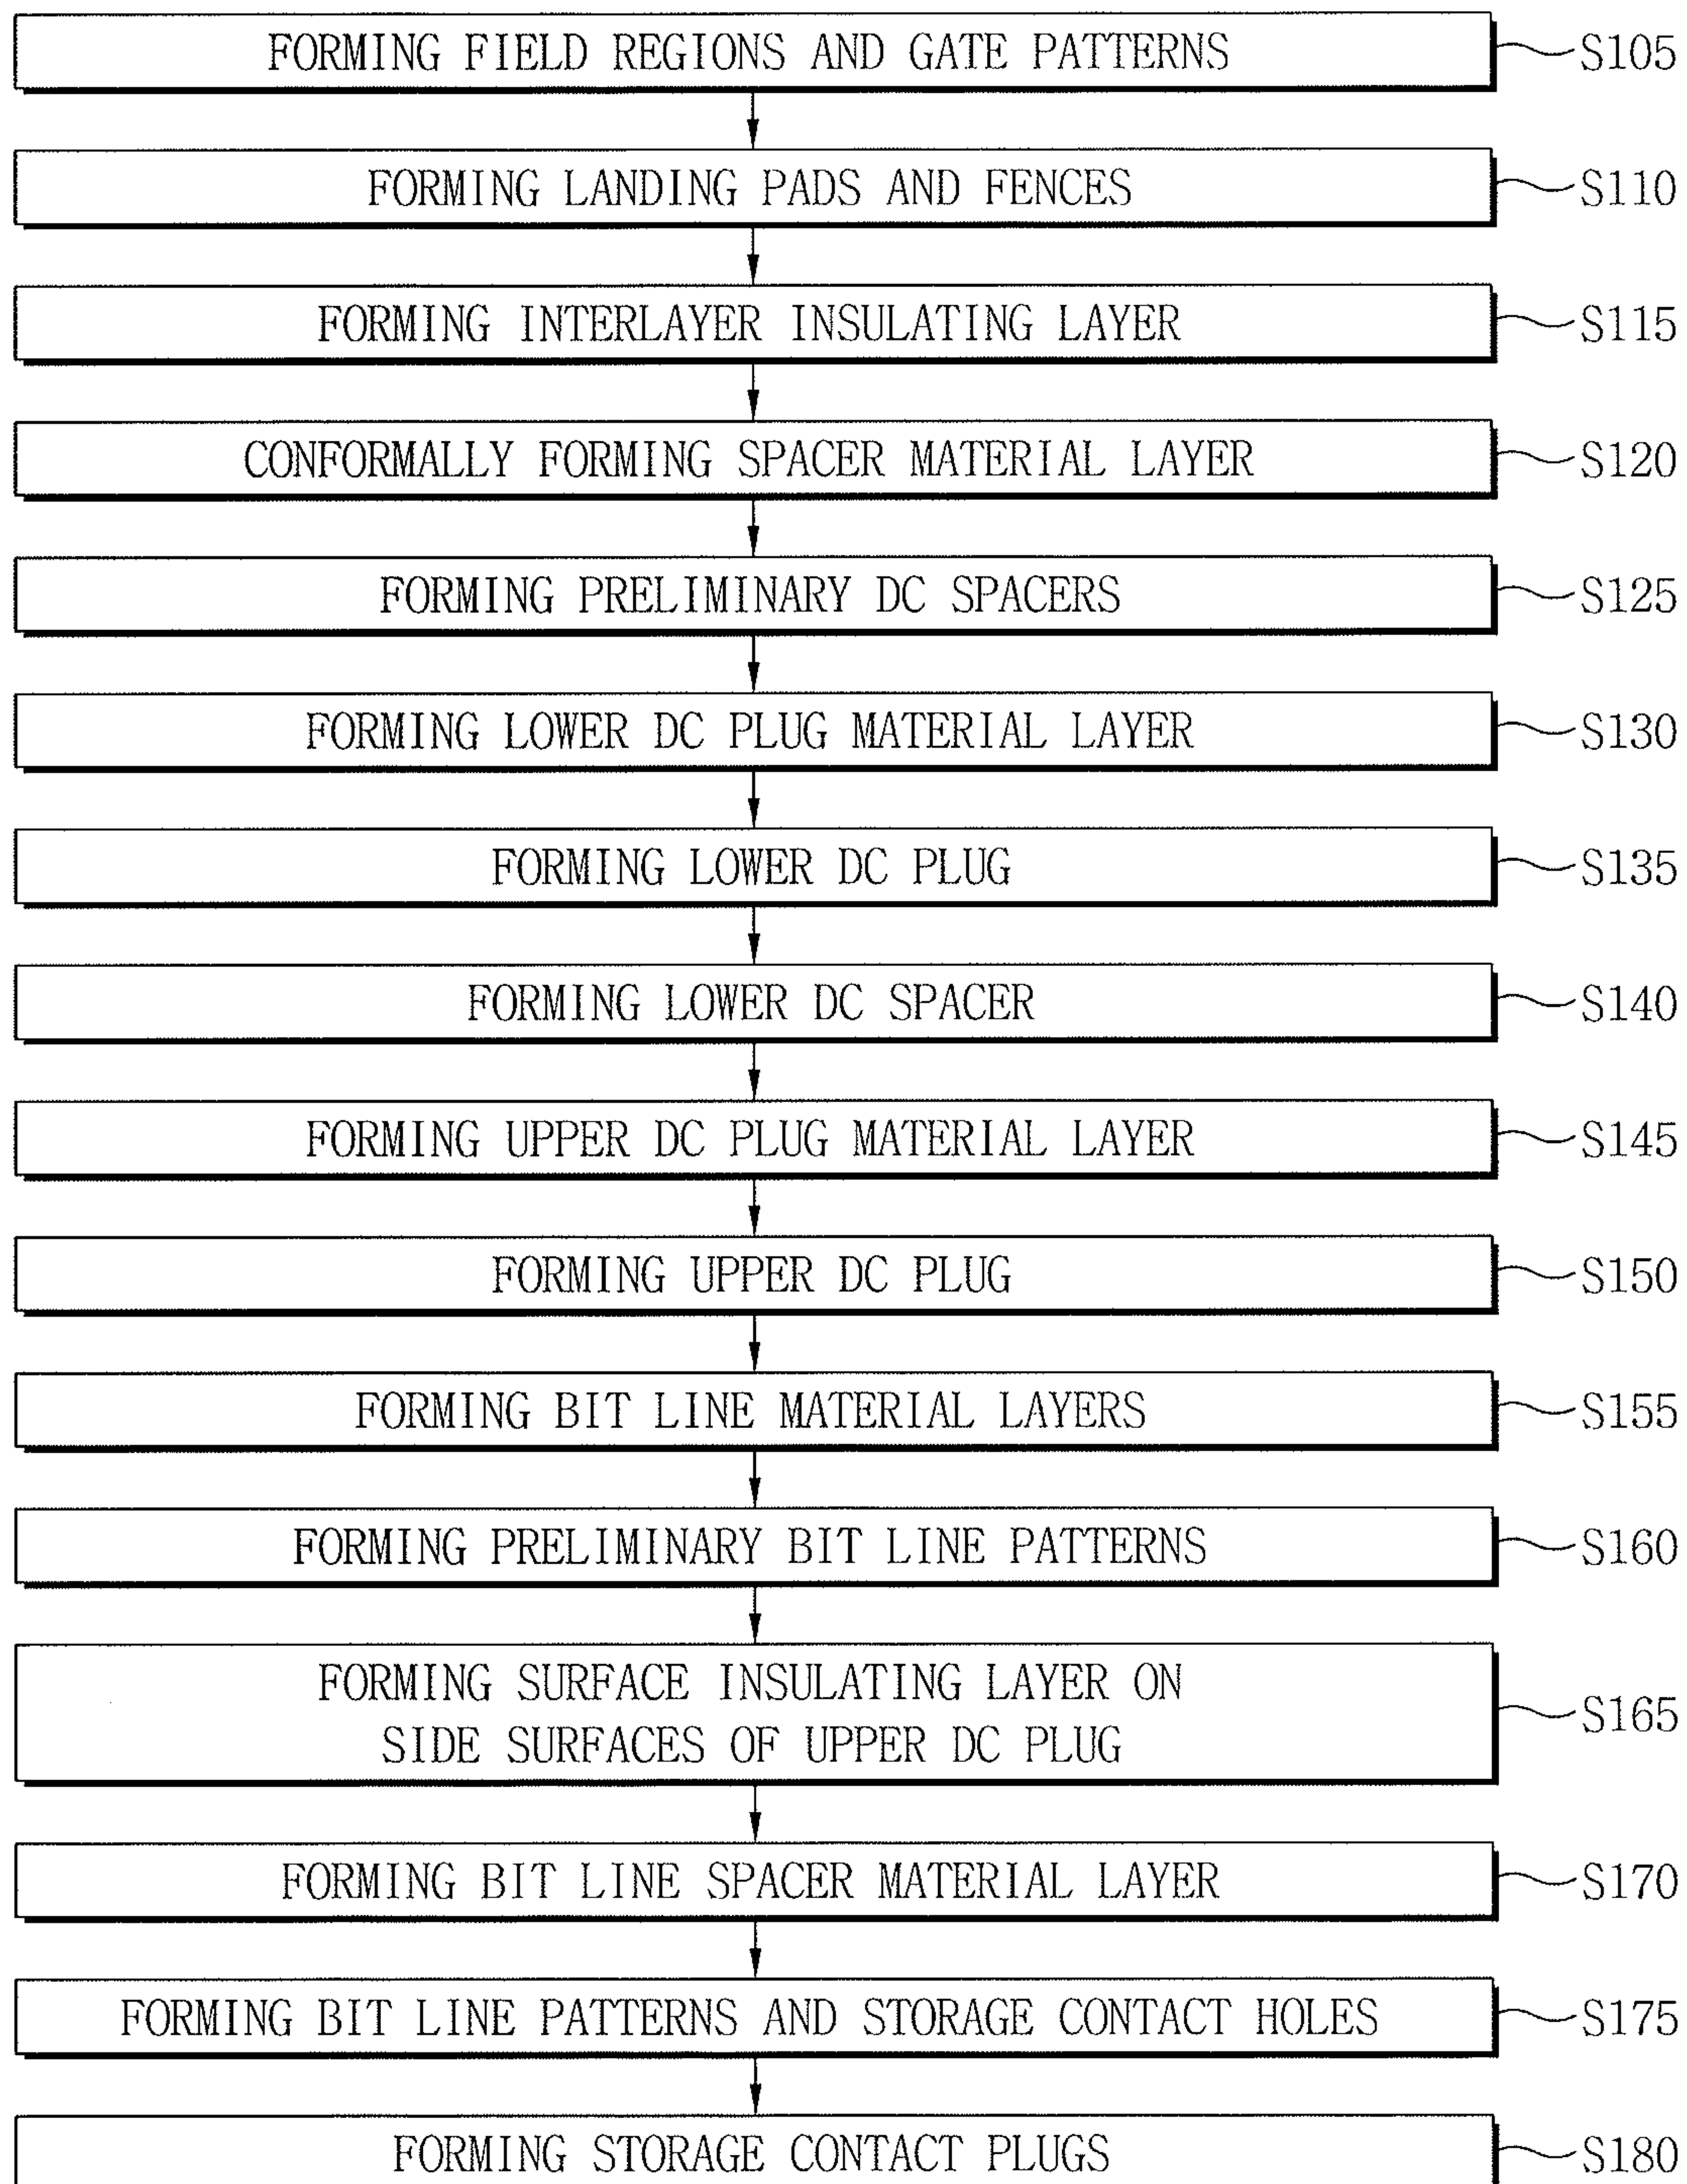 FORMING FIELD REGIONS AND GATE PATTERNS S105
FORMING LANDING PADS AND FENCES S110
FORMING INTERLAYER INSULATING LAYER S115
CONFORMALLY FORMING SPACER MATERIAL LAYER S120
FORMING PRELIMINARY DC SPACERS S125
FORMING LOWER DC PLUG MATERIAL LAYER S130
FORMING LOWER DC PLUG S135
FORMING LOWER DC SPACER S140
FORMING UPPER DC PLUG MATERIAL LAYER S145
FORMING UPPER DC PLUG S150
FORMING BIT LINE MATERIAL LAYERS S155
FORMING PRELIMINARY BIT LINE PATTERNS S160
FORMING SURFACE INSULATING LAYER ON
SIDE SURFACES OF UPPER DC PLUG S165
FORMING BIT LINE SPACER MATERIAL LAYER S170
FORMING BIT LINE PATTERNS AND STORAGE CONTACT HOLES S175
FORMING STORAGE CONTACT PLUGS S180